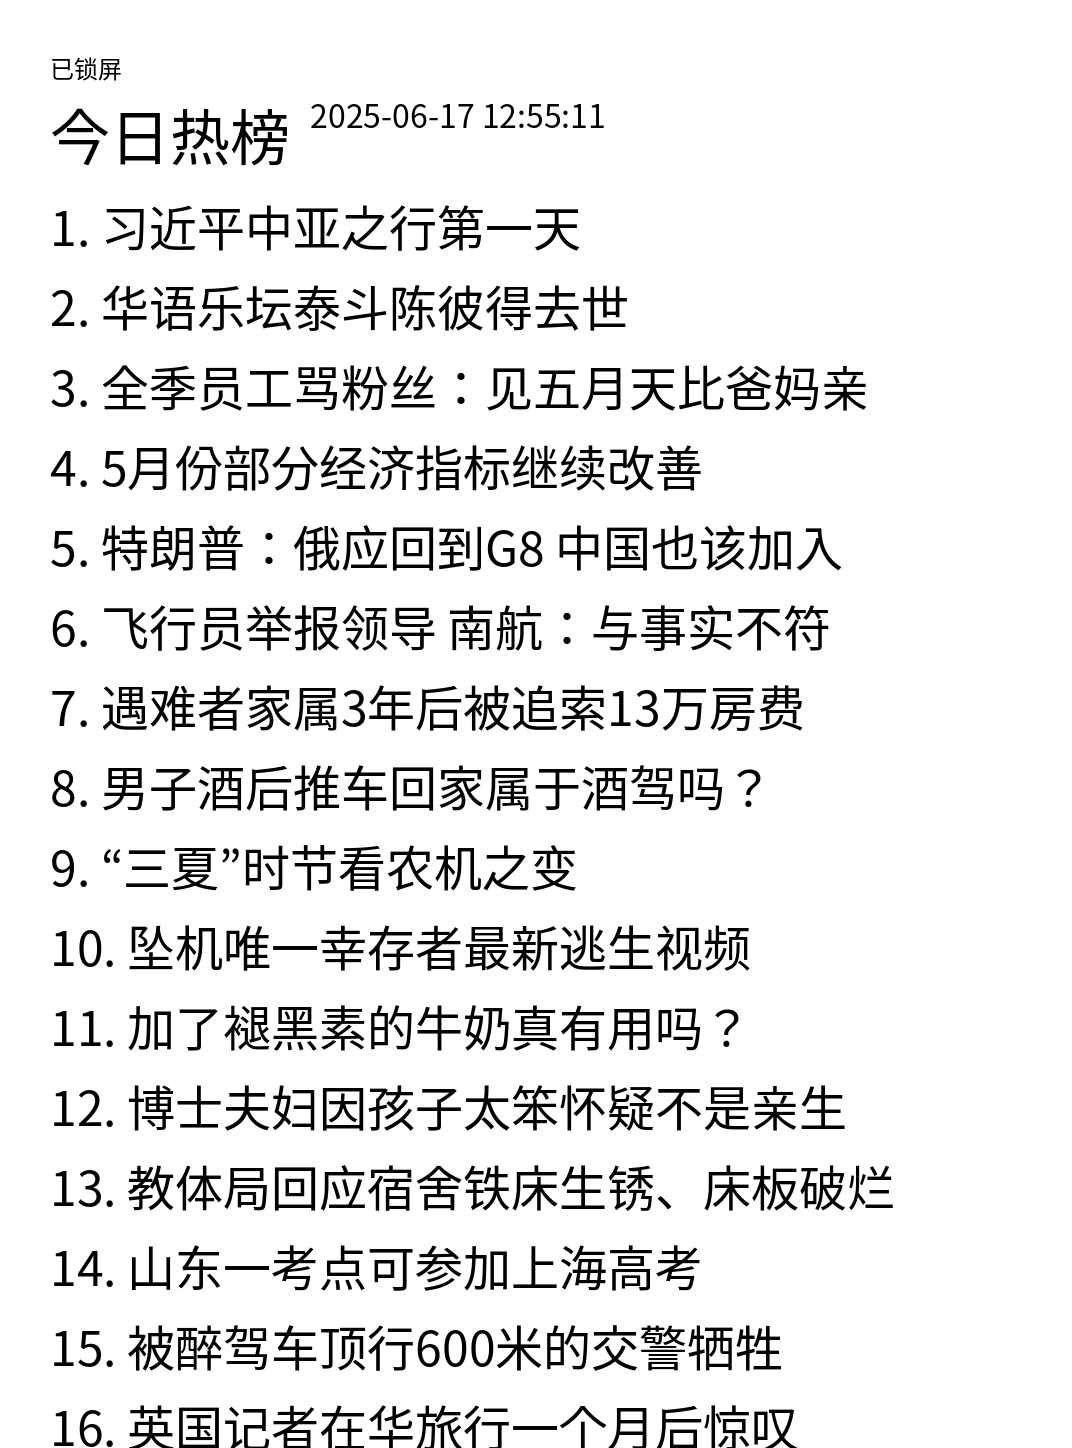 已锁屏
今日热榜 2025-06-17 12:55:11
1. 习近平中亚之行第一天
2. 华语乐坛泰斗陈彼得去世
3. 全季员工骂粉丝：见五月天比爸妈亲
4. 5月份部分经济指标继续改善
5. 特朗普：俄应回到G8 中国也该加入
6. 飞行员举报领导 南航：与事实不符
7. 遇难者家属3年后被追索13万房费
8. 男子酒后推车回家属于酒驾吗？
9. “三夏”时节看农机之变
10. 坠机唯一幸存者最新逃生视频
11. 加了褪黑素的牛奶真有用吗？
12. 博士夫妇因孩子太笨怀疑不是亲生
13. 教体局回应宿舍铁床生锈、床板破烂
14. 山东一考点可参加上海高考
15. 被醉驾车顶行600米的交警牺牲
16. 英国记者在华旅行一个月后惊叹